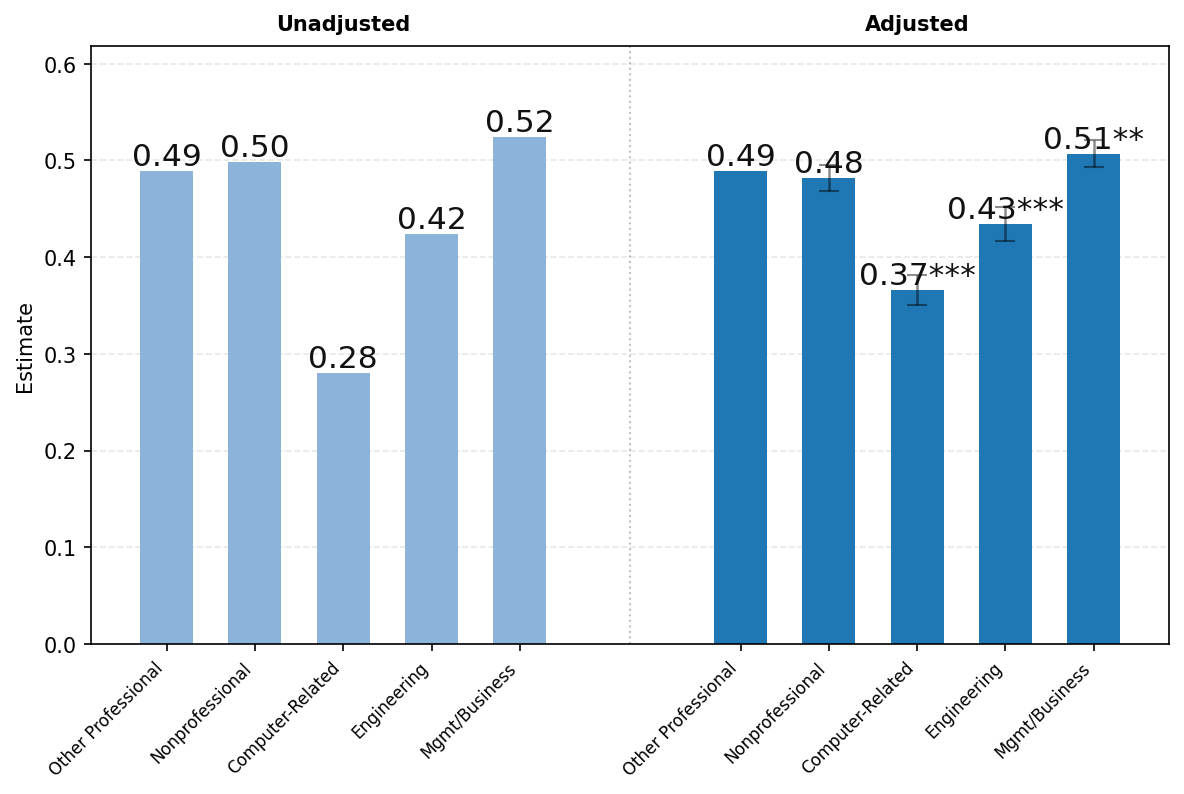 Unadjusted
Adjusted
Estimate
0.6
0.5
0.4
0.3
0.2
0.1
0.0
0.49
0.50
0.28
0.42
0.52
0.49
0.48
0.37***
0.43***
0.51**
Other Professional
Nonprofessional
Computer-Related
Engineering
Mgmt/Business
Other Professional
Nonprofessional
Computer-Related
Engineering
Mgmt/Business